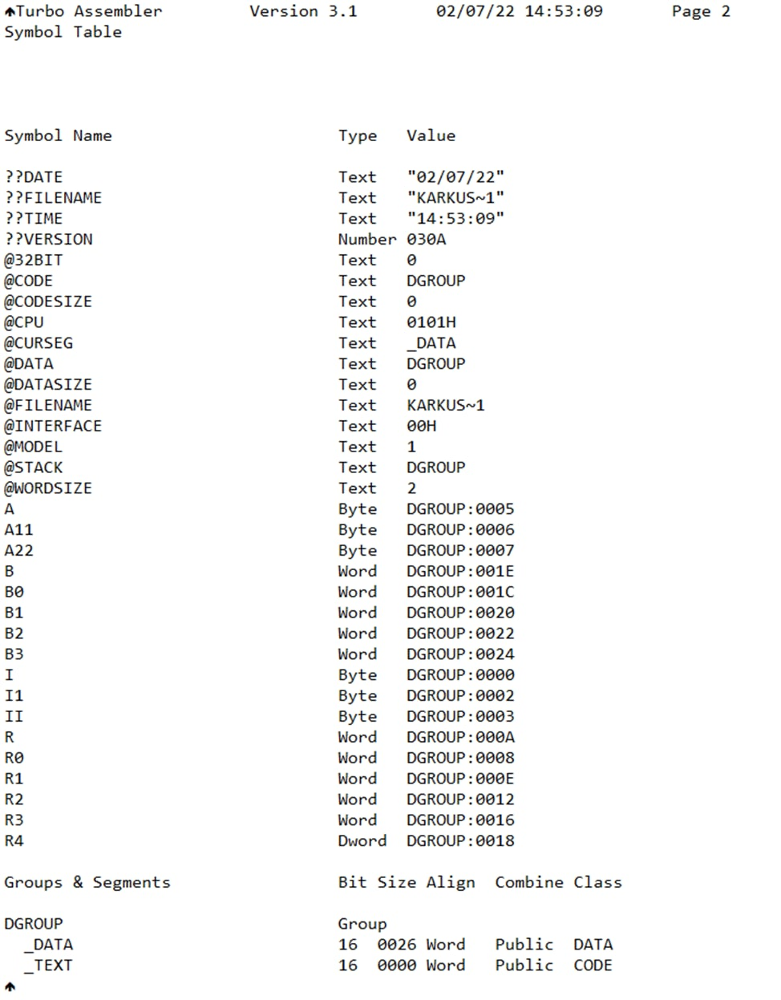 ♠Turbo Assembler Version 3.1 02/07/22 14:53:09 Page 2
Symbol Table
Symbol Name Type Value
??DATE Text "02/07/22"
??FILENAME Text "KARKUS~1"
??TIME Text "14:53:09"
??VERSION Number 030A
@32BIT Text 0
@CODE Text DGROUP
@CODESIZE Text 0
@CPU Text 0101H
@CURSEG Text _DATA
@DATA Text DGROUP
@DATASIZE Text 0
@FILENAME Text KARKUS~1
@INTERFACE Text 00H
@MODEL Text 1
@STACK Text DGROUP
@WORDSIZE Text 2
A Byte DGROUP:0005
A11 Byte DGROUP:0006
A22 Byte DGROUP:0007
B Word DGROUP:001E
B0 Word DGROUP:001C
B1 Word DGROUP:0020
B2 Word DGROUP:0022
B3 Word DGROUP:0024
I Byte DGROUP:0000
I1 Byte DGROUP:0002
II Byte DGROUP:0003
R Word DGROUP:000A
R0 Word DGROUP:0008
R1 Word DGROUP:000E
R2 Word DGROUP:0012
R3 Word DGROUP:0016
R4 Dword DGROUP:0018
Groups & Segments Bit Size Align Combine Class
DGROUP Group
_DATA 16 0026 Word Public DATA
_TEXT 16 0000 Word Public CODE
♠